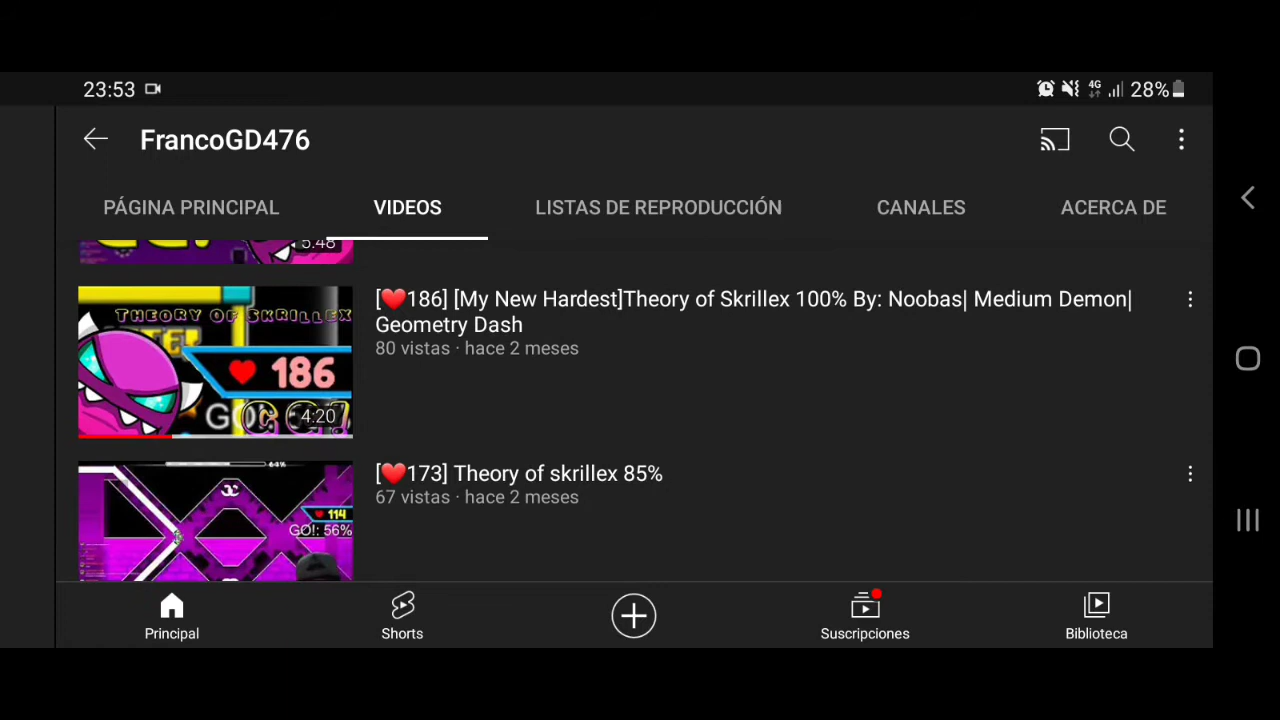 23:53
4G
28%
FrancoGD476
PÁGINA PRINCIPAL
VIDEOS
LISTAS DE REPRODUCCIÓN
CANALES
ACERCA DE
5:48
THEORY OF SKRILLEX
186
4:20
[❤️186] [My New Hardest]Theory of Skrillex 100% By: Noobas| Medium Demon|
Geometry Dash
80 vistas · hace 2 meses
114
GO!: 56%
[❤️173] Theory of skrillex 85%
67 vistas · hace 2 meses
Principal
Shorts
Suscripciones
Biblioteca